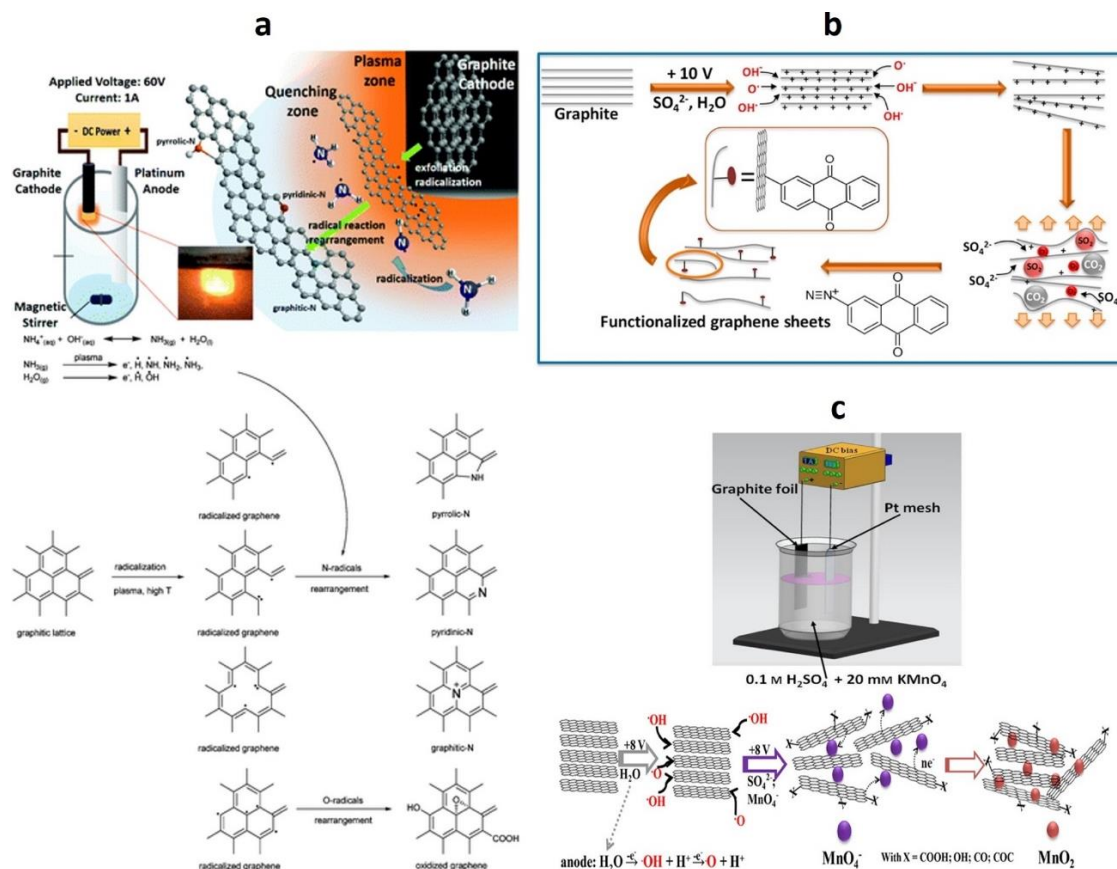 a
Applied Voltage: 60V
Current: 1A
- DC Power +
Graphite
Cathode
Platinum
Anode
Magnetic
Stirrer
Plasma
zone
Graphite
Cathode
Quenching
zone
pyrrolic-N
N
H
exfoliation
radicalization
pyridinic-N
radical reaction
rearrangement
radicalization
graphitic-N
NH₄⁺(aq) + OH⁻(aq) ⟷ NH₃(g) + H₂O(l)
NH₃(g) plasma → e⁻, Ḣ, ṄH, ṄH₂, ṄH₃,
H₂O(g) → e⁻, Ḣ, ȮH
radicalized graphene
NH
pyrrolic-N
graphitic lattice
radicalization
plasma, high T
radicalized graphene
N-radicals
rearrangement
N
pyridinic-N
radicalized graphene
N⁺
graphitic-N
radicalized graphene
O-radicals
rearrangement
HO
O
COOH
oxidized graphene
b
Graphite
+ 10 V
SO₄²⁻, H₂O
OH⁻
O•
OH⁻
O•
OH⁻
OH⁻
=
O
O
SO₄²⁻
SO₄²⁻
SO₂
SO₂
CO₂
CO₂
SO₄
N≡N⁺
O
O
Functionalized graphene sheets
c
DC bias
Graphite foil
Pt mesh
0.1 M H₂SO₄ + 20 mM KMnO₄
+8 V
H₂O
·OH
·OH
·O
·OH
·O
+8 V
SO₄²⁻
MnO₄⁻
ne⁻
X
anode: H₂O -e⁻→ ·OH + H⁺ -e⁻→ ·O + H⁺
MnO₄⁻
With X = COOH; OH; CO; COC
MnO₂